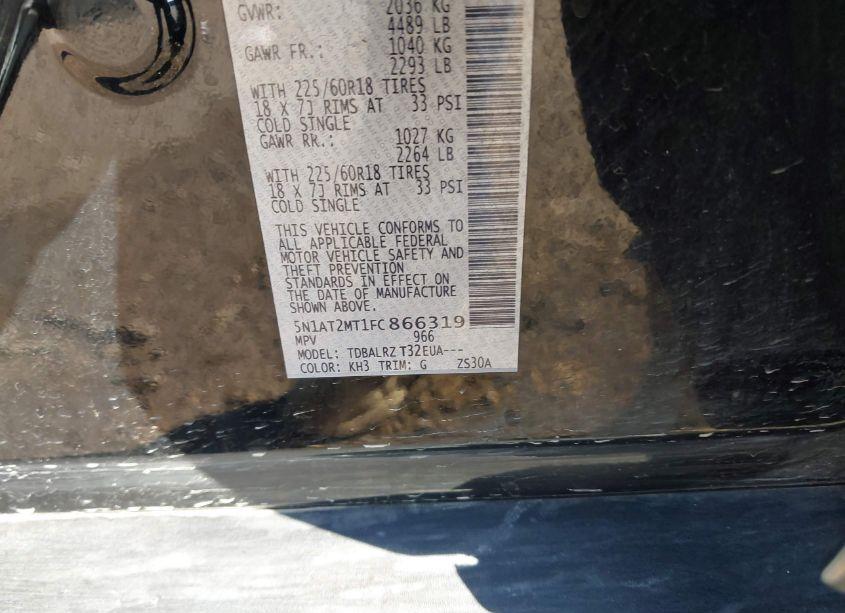 GVWR: 2036 KG
4489 LB
GAWR FR.: 1040 KG
2293 LB
WITH 225/60R18 TIRES
18 X 7J RIMS AT 33 PSI
COLD SINGLE
GAWR RR.: 1027 KG
2264 LB
WITH 225/60R18 TIRES
18 X 7J RIMS AT 33 PSI
COLD SINGLE
THIS VEHICLE CONFORMS TO
ALL APPLICABLE FEDERAL
MOTOR VEHICLE SAFETY AND
THEFT PREVENTION
STANDARDS IN EFFECT ON
THE DATE OF MANUFACTURE
SHOWN ABOVE.
5N1AT2MT1FC866319
MPV 966
MODEL: TDBALRZ T32EUA---
COLOR: KH3 TRIM: G ZS30A